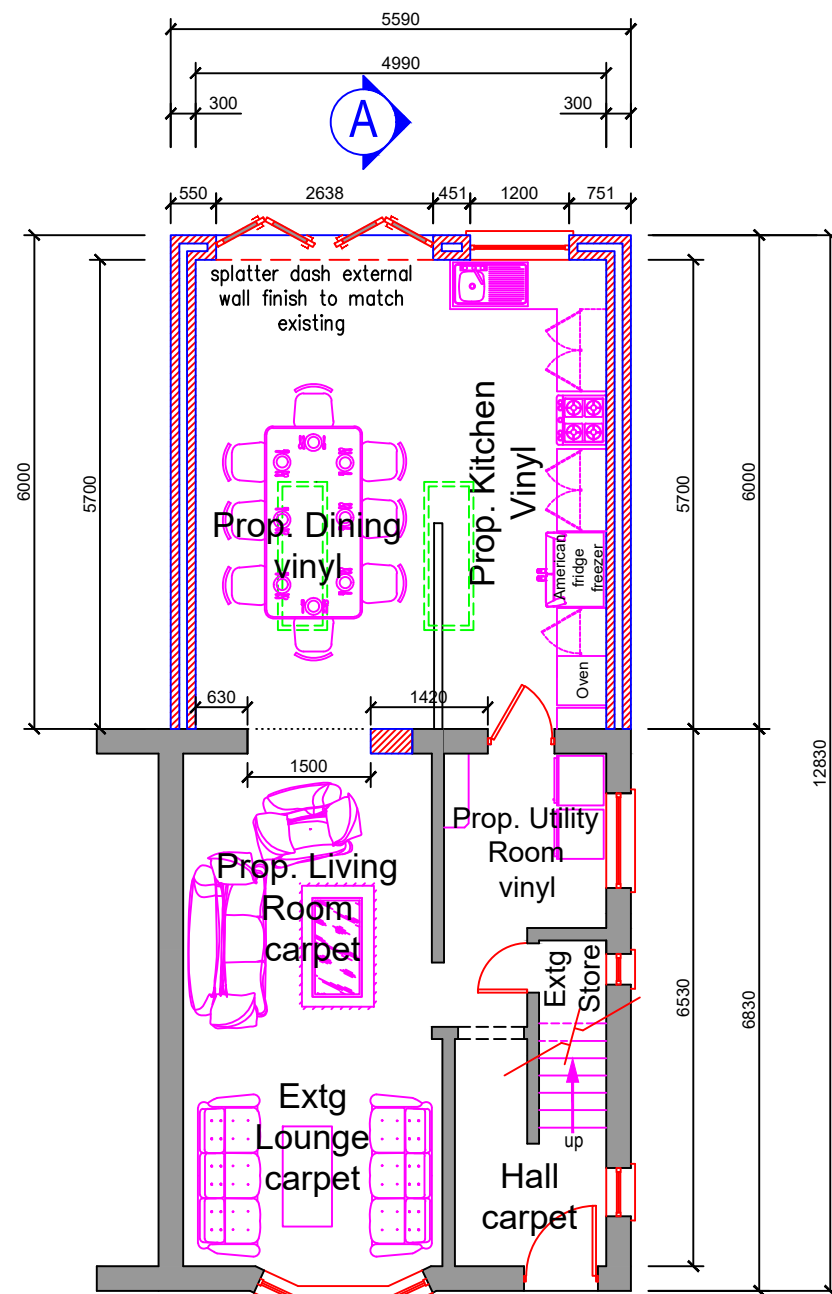 5590
4990
300
300
A
550
2638
451
1200
751
splatter dash external
wall finish to match
existing
6000
5700
Prop. Dining
vinyl
Prop. Kitchen
Vinyl
American
fridge
freezer
Oven
5700
6000
12830
630
1420
1500
Prop. Utility
Room
vinyl
Prop. Living
Room
carpet
Extg
Store
6530
6830
up
Extg
Lounge
carpet
Hall
carpet